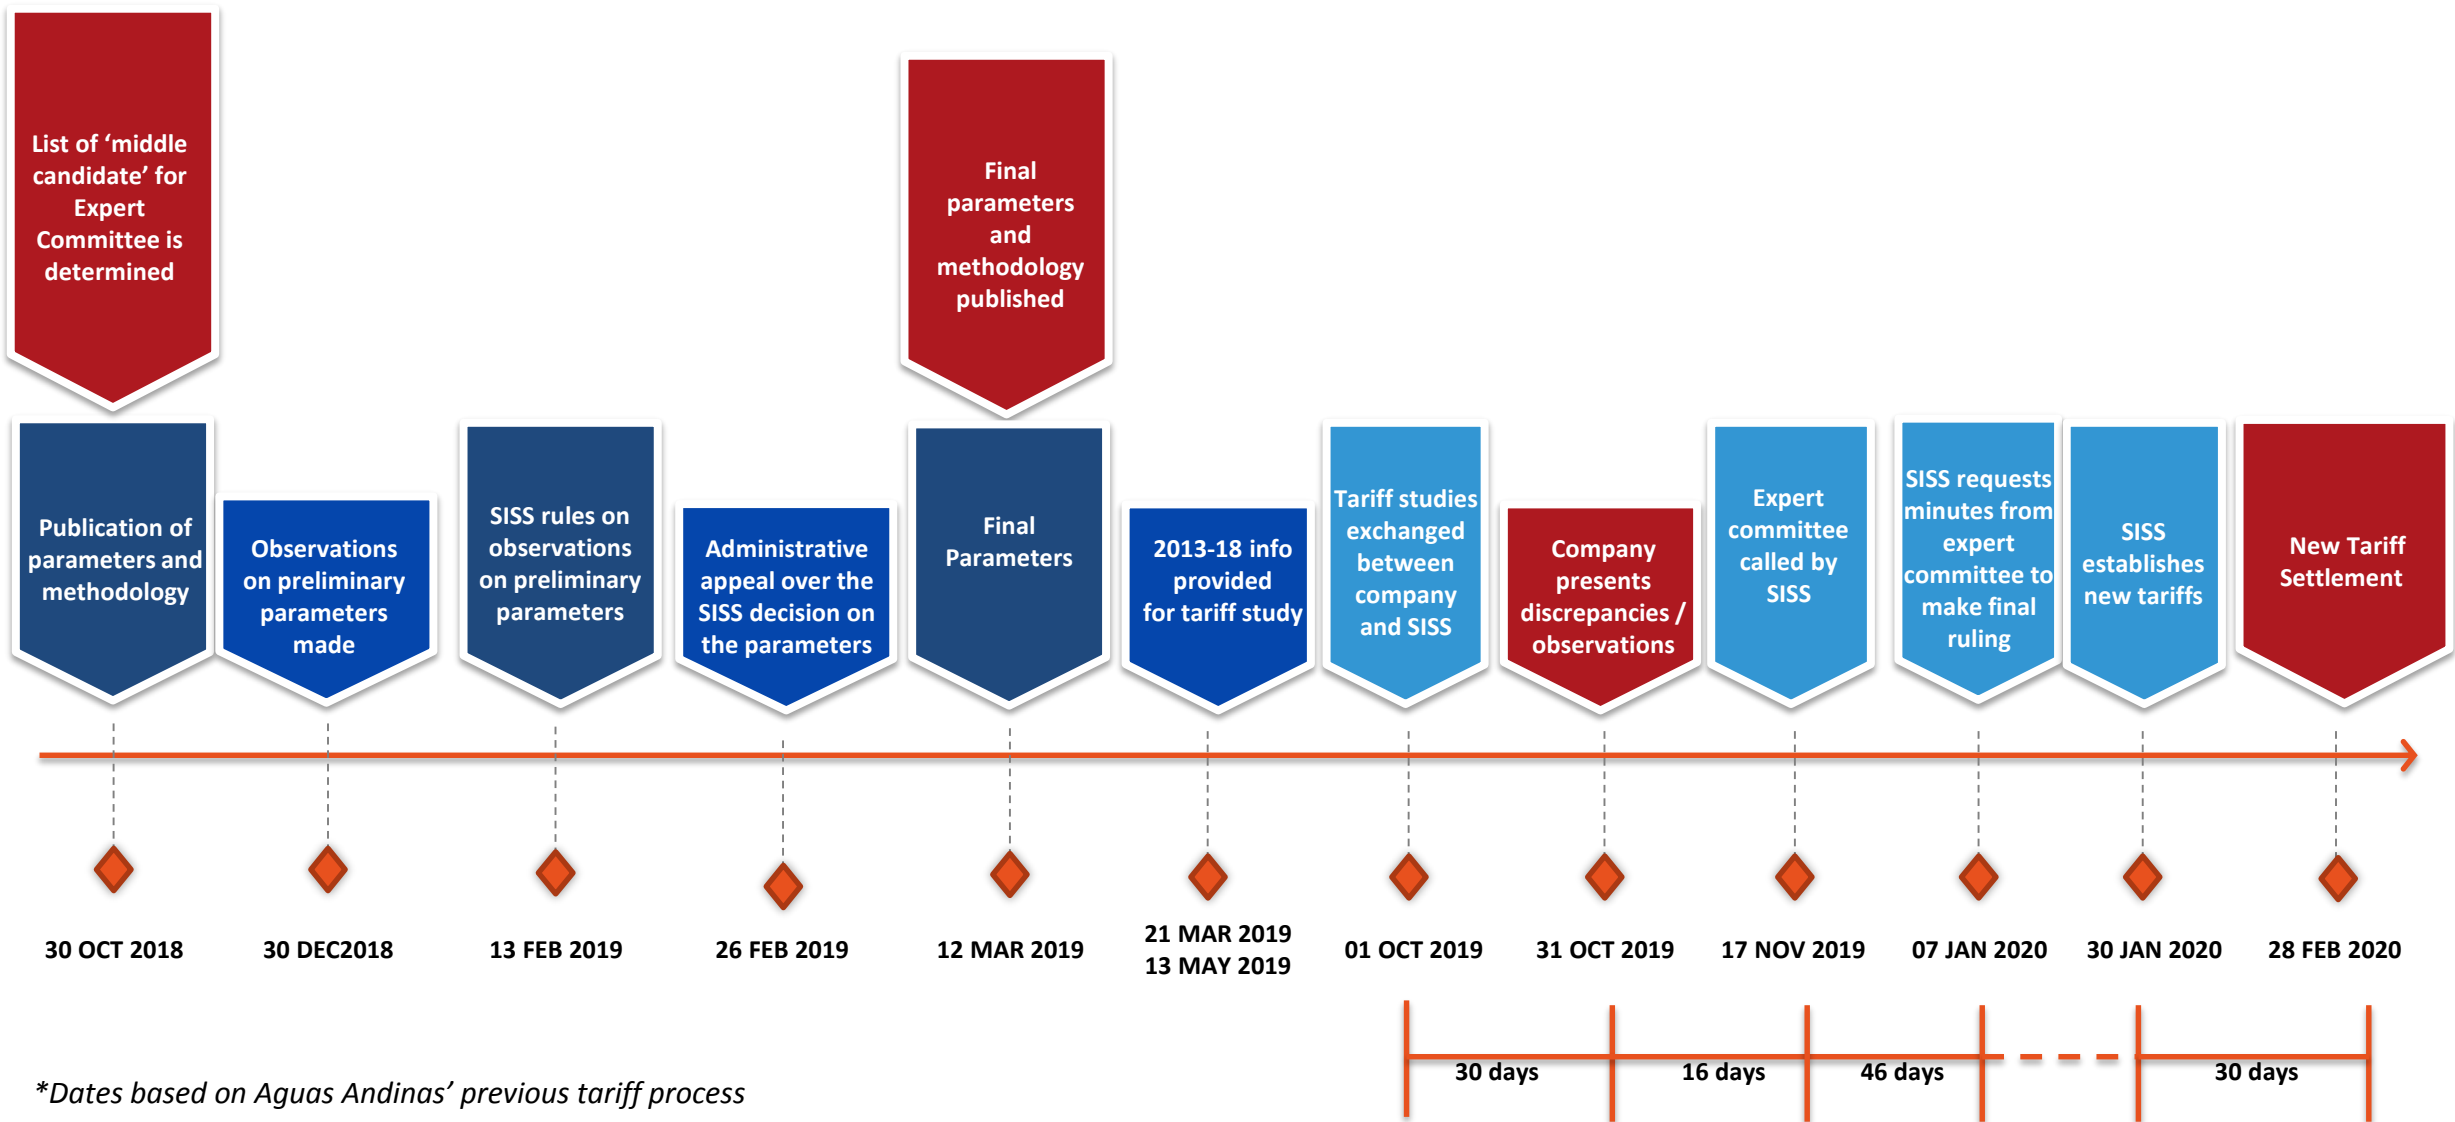 List of ‘middle
candidate’ for
Expert
Committee is
determined
Final
parameters
and
methodology
published
Publication of
parameters and
methodology
Observations
on preliminary
parameters
made
SISS rules on
observations
on preliminary
parameters
Administrative
appeal over the
SISS decision on
the parameters
Final
Parameters
2013-18 info
provided
for tariff study
Tariff studies
exchanged
between
company
and SISS
Company
presents
discrepancies /
observations
Expert
committee
called by
SISS
SISS requests
minutes from
expert
committee to
make final
ruling
SISS
establishes
new tariffs
New Tariff
Settlement
30 OCT 2018
30 DEC2018
13 FEB 2019
26 FEB 2019
12 MAR 2019
21 MAR 2019
13 MAY 2019
01 OCT 2019
31 OCT 2019
17 NOV 2019
07 JAN 2020
30 JAN 2020
28 FEB 2020
30 days
16 days
46 days
30 days
*Dates based on Aguas Andinas’ previous tariff process